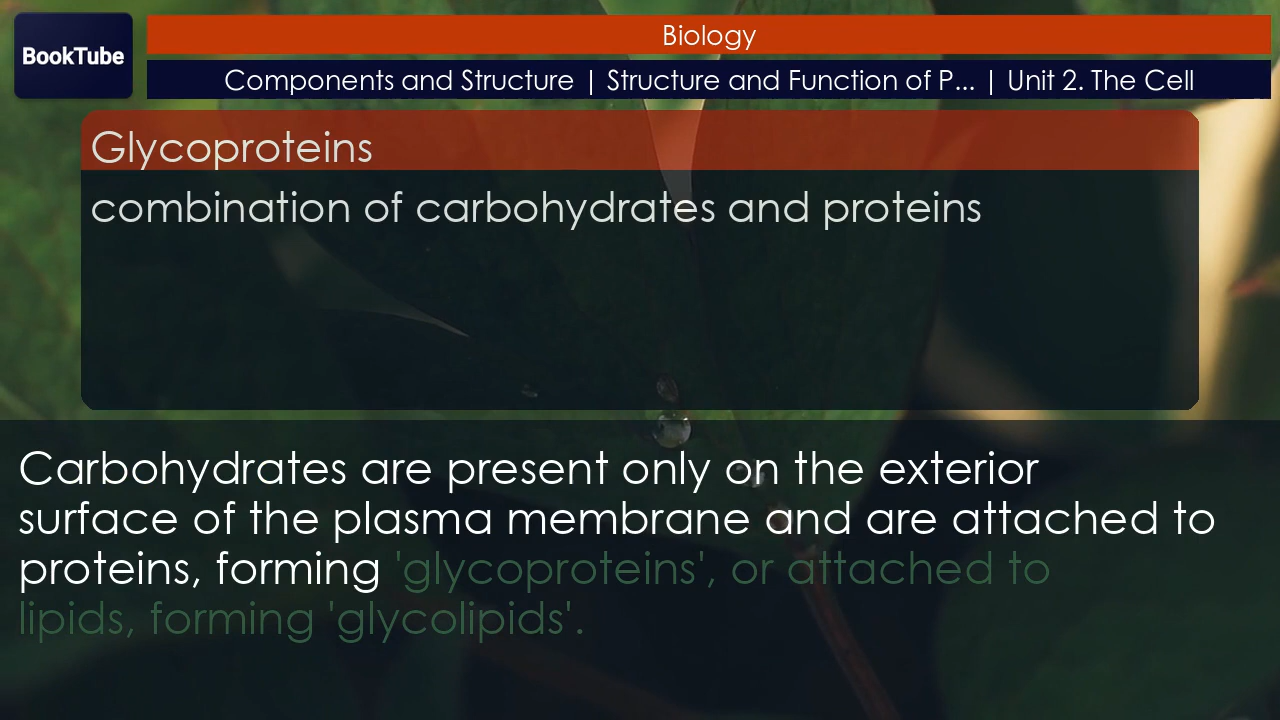 BookTube
Biology
Components and Structure | Structure and Function of P... | Unit 2. The Cell
Glycoproteins
combination of carbohydrates and proteins
Carbohydrates are present only on the exterior
surface of the plasma membrane and are attached to
proteins, forming 'glycoproteins', or attached to
lipids, forming 'glycolipids'.